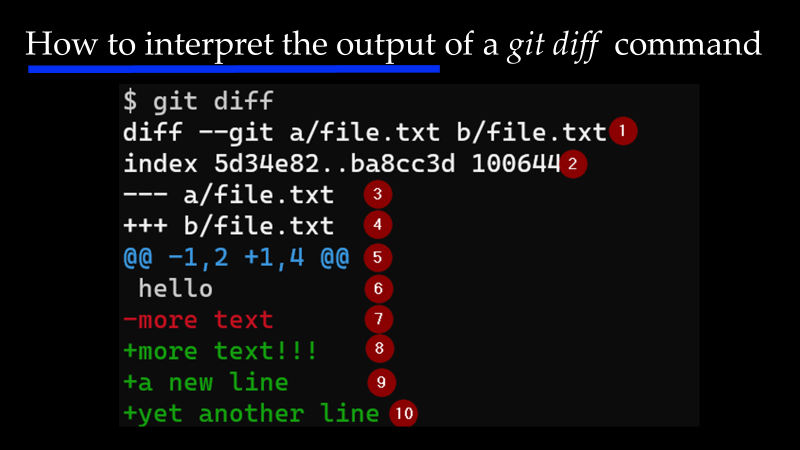 How to interpret the output of a git diff command
$ git diff
diff --git a/file.txt b/file.txt 1
index 5d34e82..ba8cc3d 100644 2
--- a/file.txt 3
+++ b/file.txt 4
@@ -1,2 +1,4 @@ 5
 hello 6
-more text 7
+more text!!! 8
+a new line 9
+yet another line 10